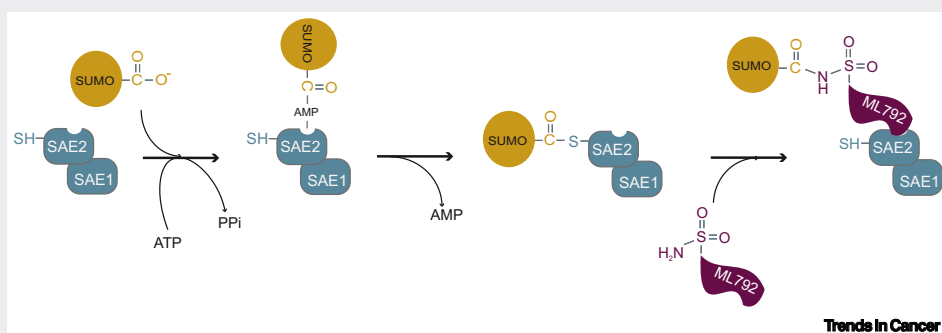 SUMO
C
O
O-
SH
SAE2
SAE1
ATP
PPi
SUMO
C
O
AMP
SH
SAE2
SAE1
AMP
SUMO
O
C
S
SAE2
SAE1
O
S
O
H2N
ML792
SUMO
O
C
N
H
O
S
O
ML792
SH
SAE2
SAE1
Trends in Cancer